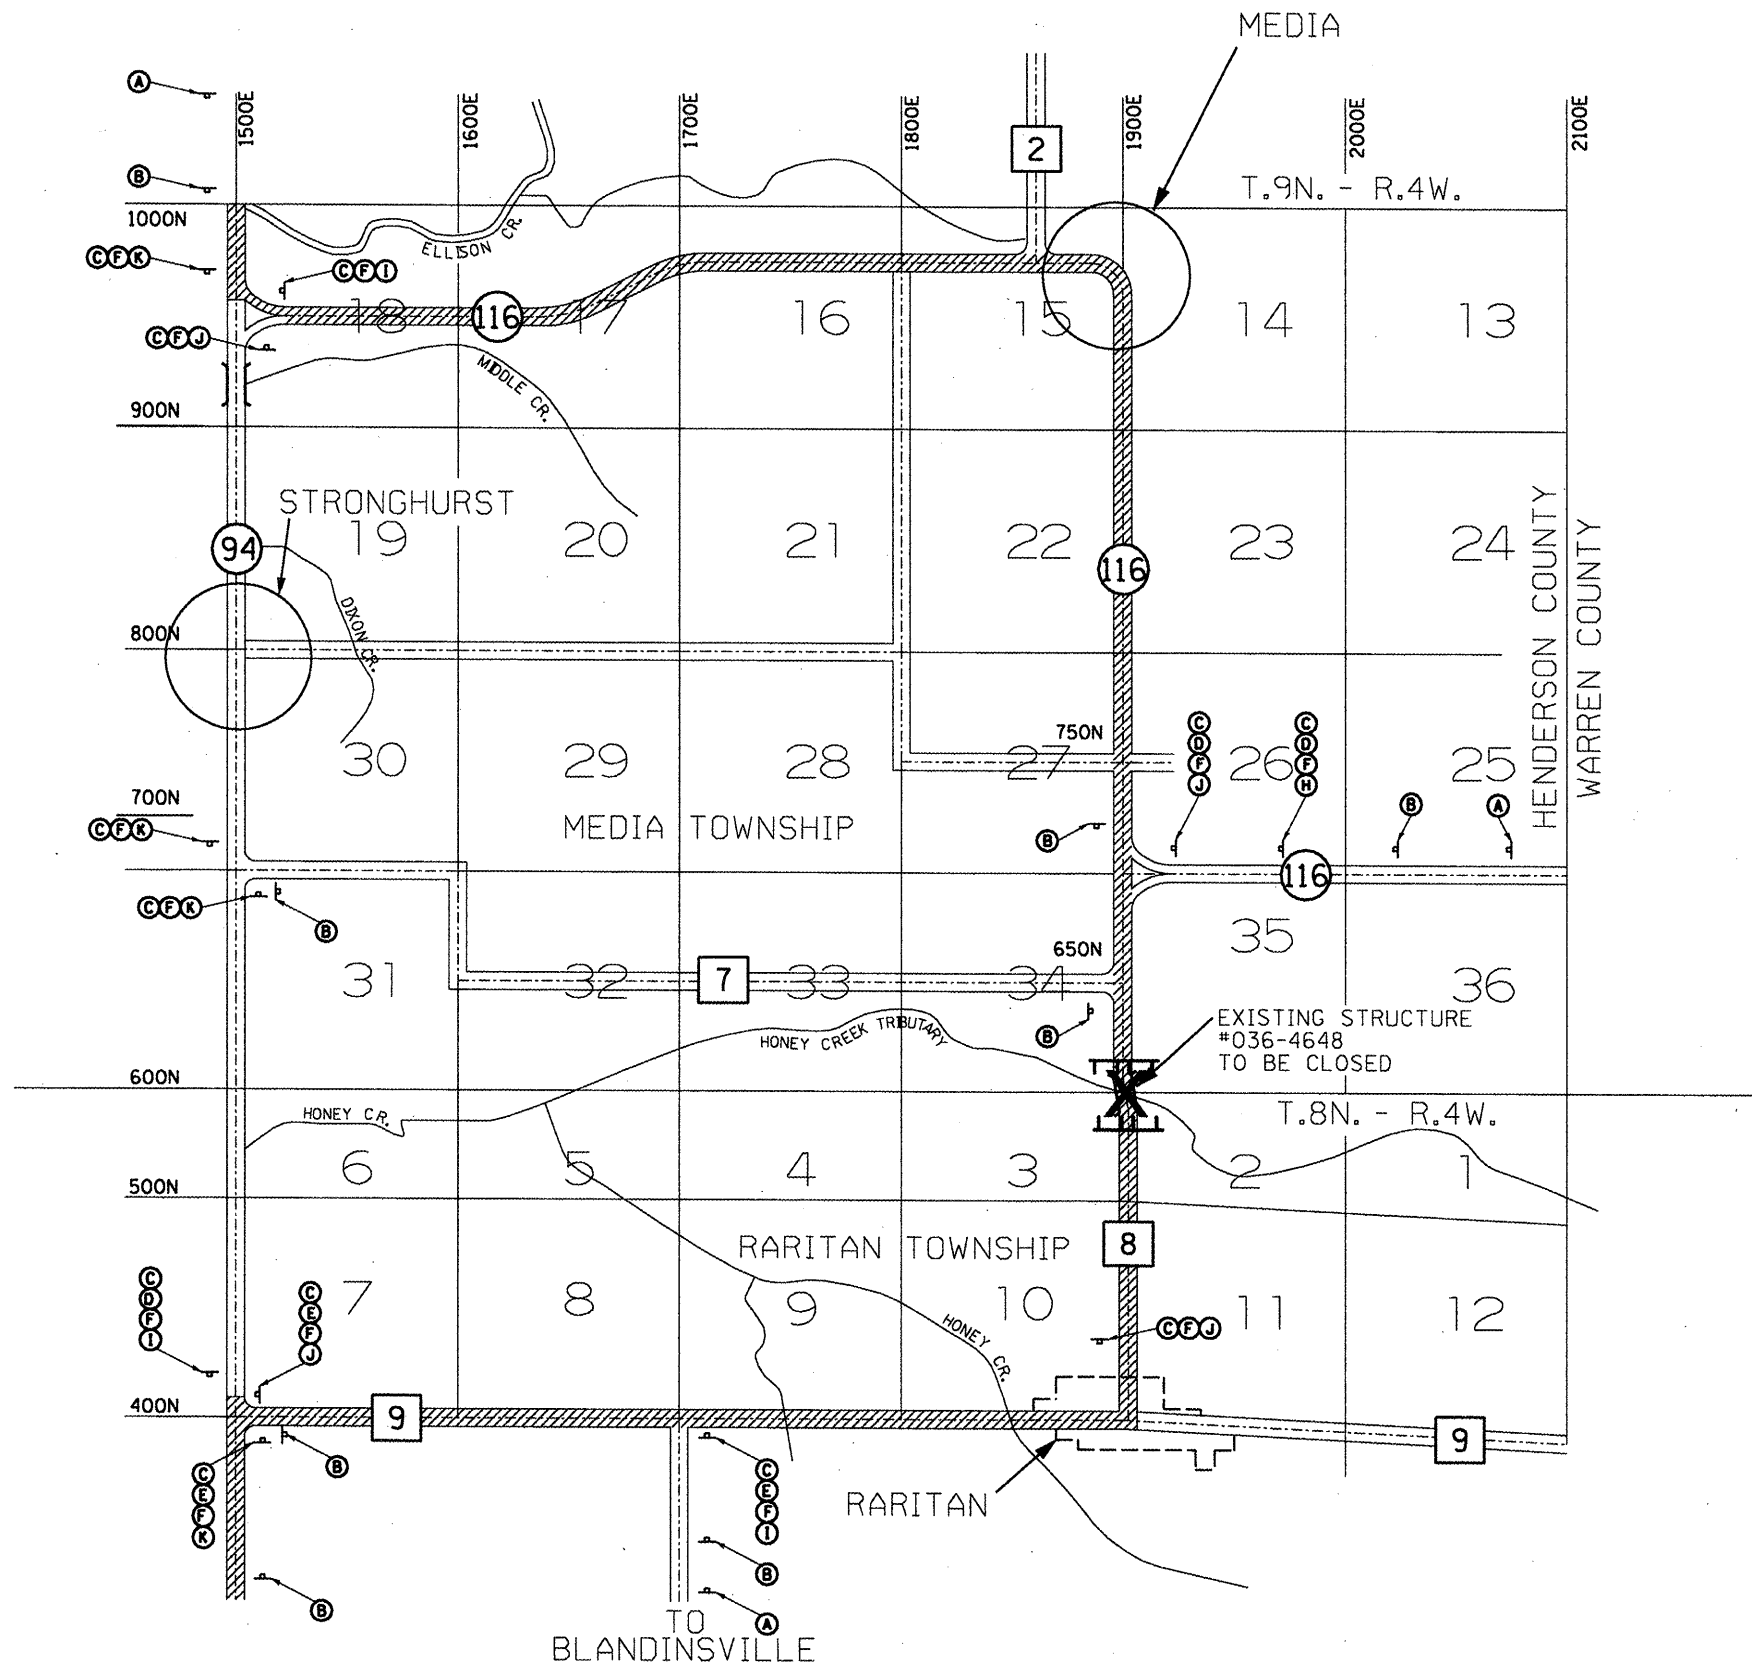 MEDIA
A
1500E
1600E
1700E
1800E
1900E
2000E
2100E
2
B
T.9N. - R.4W.
1000N
ELLISON CR.
C F K
C F I
18
116
17
16
15
14
13
C F J
MIDDLE CR.
900N
STRONGHURST
19
20
21
22
23
24
94
116
HENDERSON COUNTY
WARREN COUNTY
DIXON CR.
800N
30
29
28
750N
27
C
D
F
J
26
C
D
F
H
25
700N
C F K
MEDIA TOWNSHIP
B
B
A
116
C F K
B
35
650N
31
32
7
33
34
36
B
HONEY CREEK TRIBUTARY
EXISTING STRUCTURE
#036-4648
TO BE CLOSED
600N
X
HONEY CR.
T.8N. - R.4W.
6
5
4
3
2
1
500N
RARITAN TOWNSHIP
8
C
D
F
I
C
E
F
J
7
8
9
10
11
12
HONEY CR.
C F J
400N
9
9
B
C
E
F
K
C
E
F
I
RARITAN
B
B
A
TO
BLANDINSVILLE